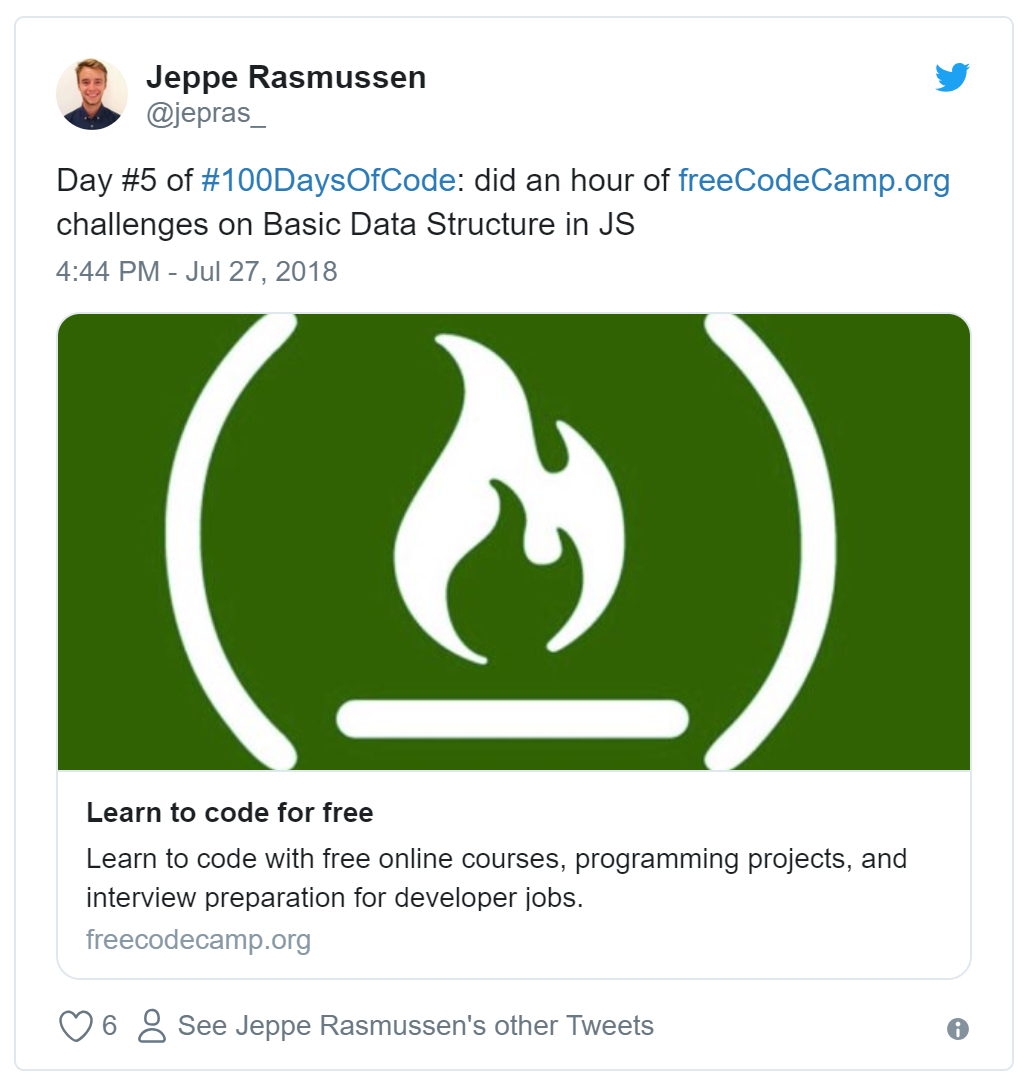 Jeppe Rasmussen
@jepras_
Day #5 of #100DaysOfCode: did an hour of freeCodeCamp.org
challenges on Basic Data Structure in JS
4:44 PM - Jul 27, 2018
Learn to code for free
Learn to code with free online courses, programming projects, and
interview preparation for developer jobs.
freecodecamp.org
6 See Jeppe Rasmussen's other Tweets